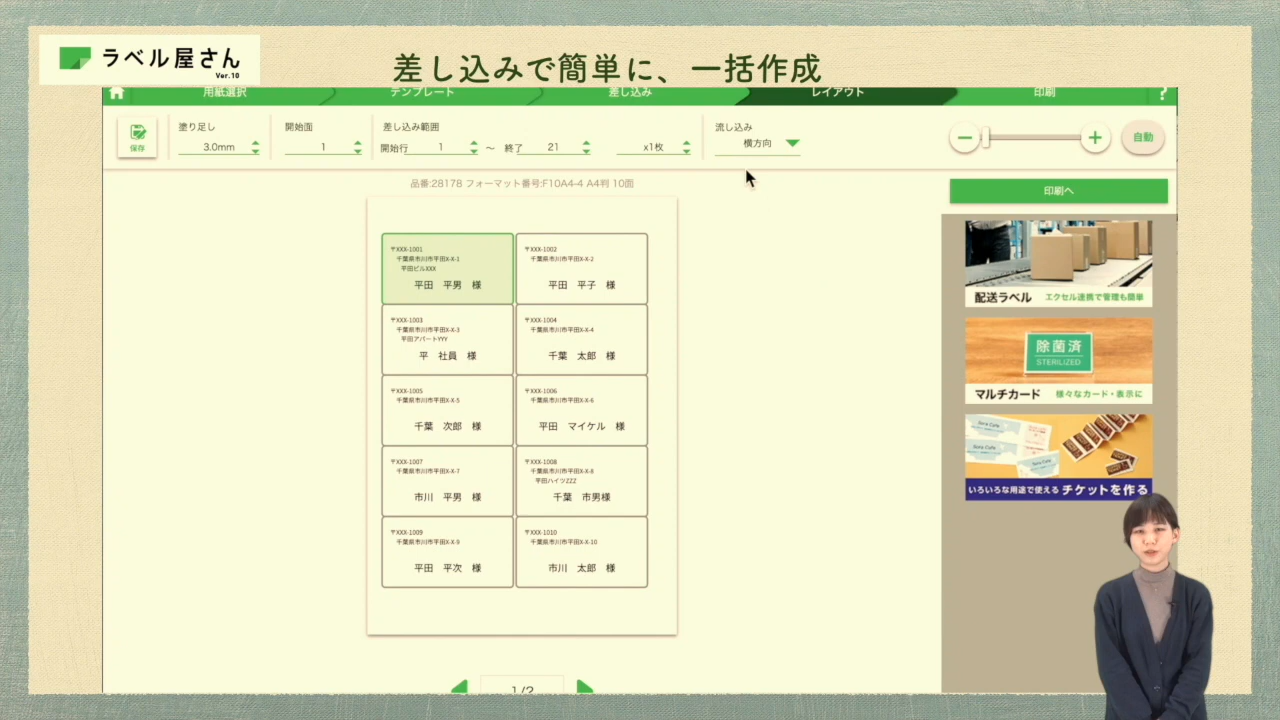 ラベル屋さん
Ver.10
差し込みで簡単に、一括作成
用紙選択
テンプレート
差し込み
レイアウト
印刷
?
保存
塗り足し
3.0mm
開始面
1
差し込み範囲
開始行 1 ～ 終了 21
x1枚
流し込み
横方向
自動
品番:28178 フォーマット番号:F10A4-4 A4判 10面
印刷へ
〒XXX-1001
千葉県市川市平田X-X-1
平田ビルXXX
平田 平男 様
〒XXX-1002
千葉県市川市平田X-X-2
平田 平子 様
〒XXX-1003
千葉県市川市平田X-X-3
平田アパートYYY
平 社員 様
〒XXX-1004
千葉県市川市平田X-X-4
千葉 太郎 様
〒XXX-1005
千葉県市川市平田X-X-5
千葉 次郎 様
〒XXX-1006
千葉県市川市平田X-X-6
平田 マイケル 様
〒XXX-1007
千葉県市川市平田X-X-7
市川 平男 様
〒XXX-1008
千葉県市川市平田X-X-8
平田ハイツZZZ
千葉 市男様
〒XXX-1009
千葉県市川市平田X-X-9
平田 平次 様
〒XXX-1010
千葉県市川市平田X-X-10
市川 太郎 様
1/2
配送ラベル エクセル連携で管理も簡単
除菌済
STERILIZED
マルチカード 様々なカード・表示に
Sora Cafe
Sora Cafe
いろいろな用途で使える チケットを作る